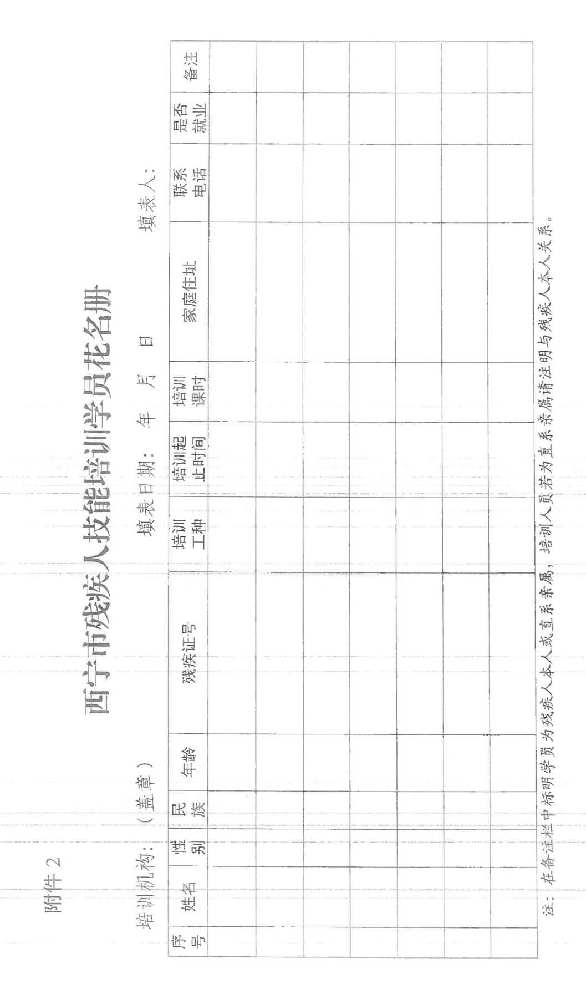 附件 2
西宁市残疾人技能培训学员花名册
培训机构： （盖章） 填表日期： 年 月 日 填表人：
序号 姓名 性别 民族 年龄 残疾证号 培训工种 培训起止时间 培训课时 家庭住址 联系电话 是否就业 备注
注：在备注栏中标明学员为残疾人本人或直系亲属，培训人员若为直系亲属请注明与残疾人本人关系。